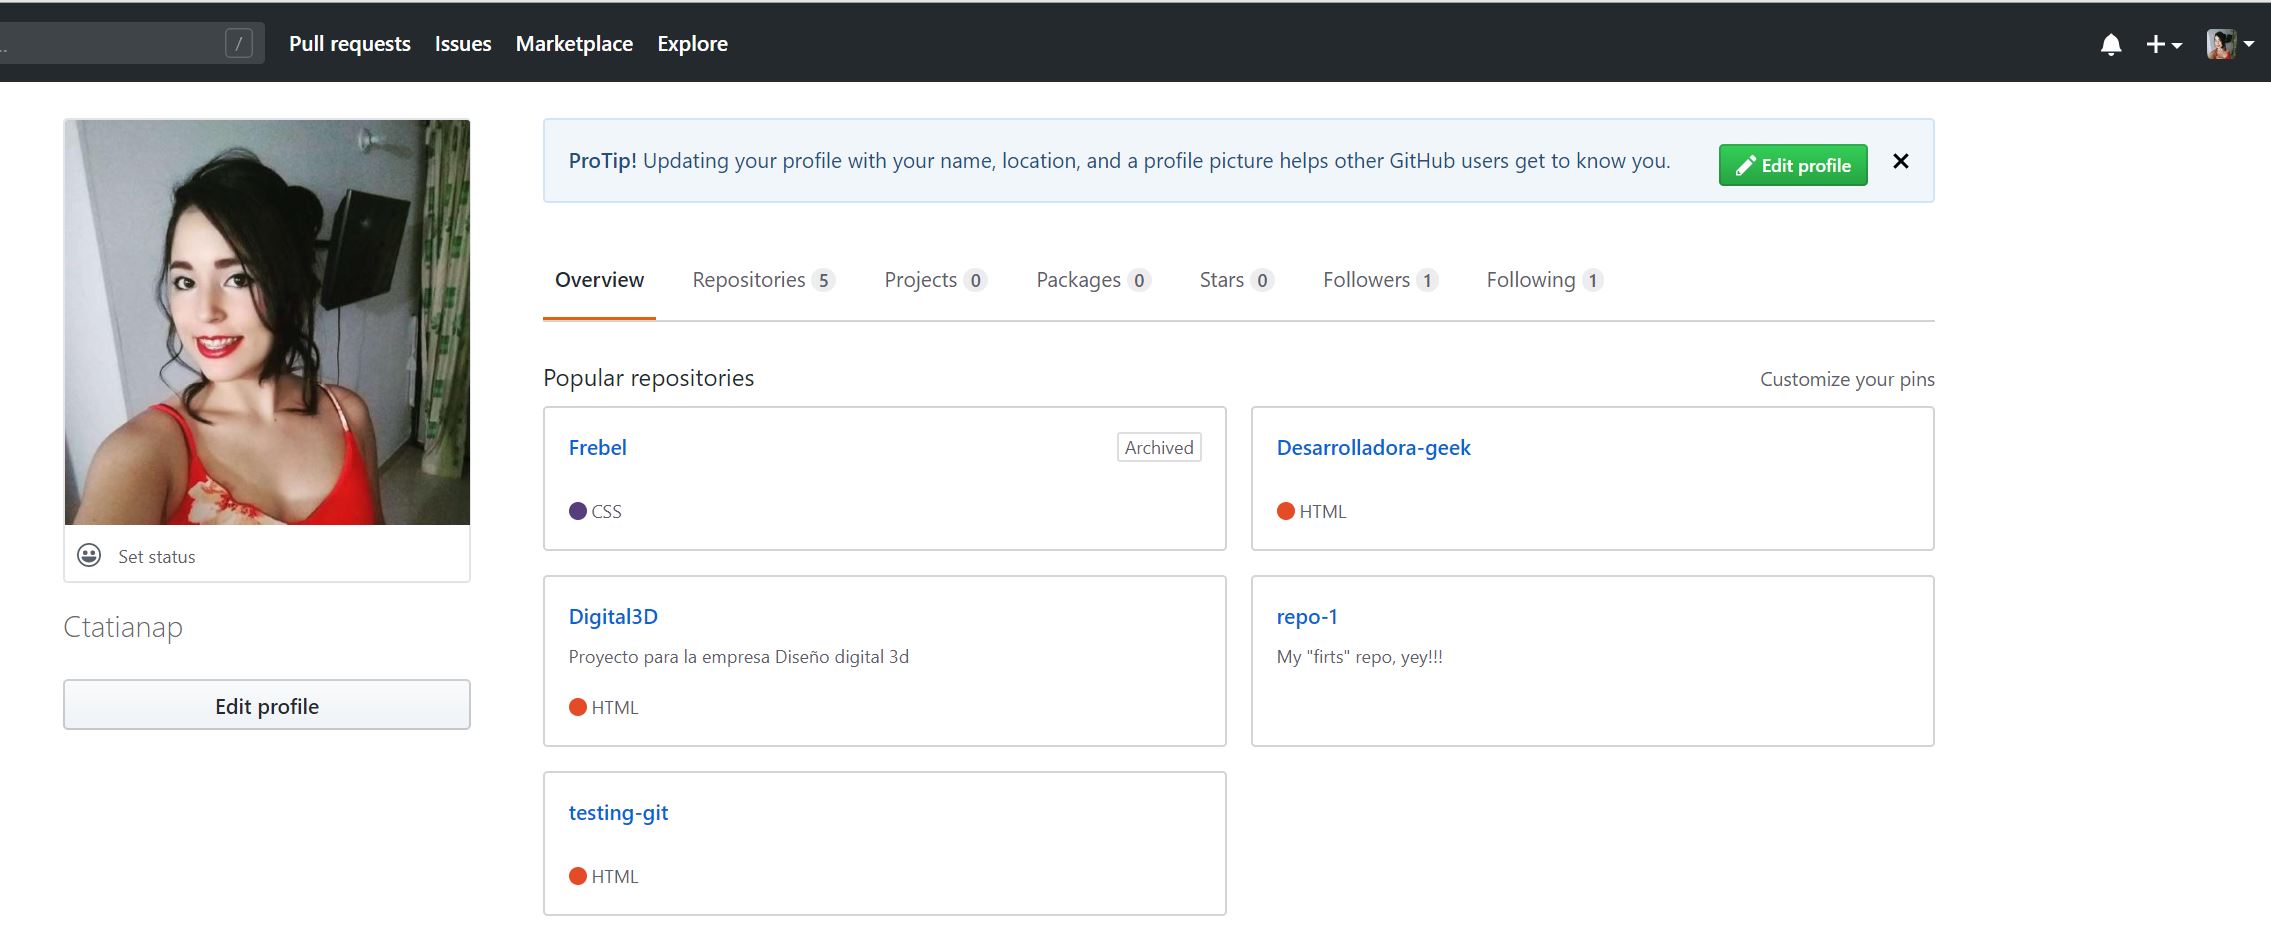 .. / Pull requests Issues Marketplace Explore
ProTip! Updating your profile with your name, location, and a profile picture helps other GitHub users get to know you. Edit profile
Overview Repositories 5 Projects 0 Packages 0 Stars 0 Followers 1 Following 1
Set status
Ctatianap
Edit profile
Popular repositories Customize your pins
Frebel Archived
CSS
Desarrolladora-geek
HTML
Digital3D
Proyecto para la empresa Diseño digital 3d
HTML
repo-1
My "firts" repo, yey!!!
testing-git
HTML